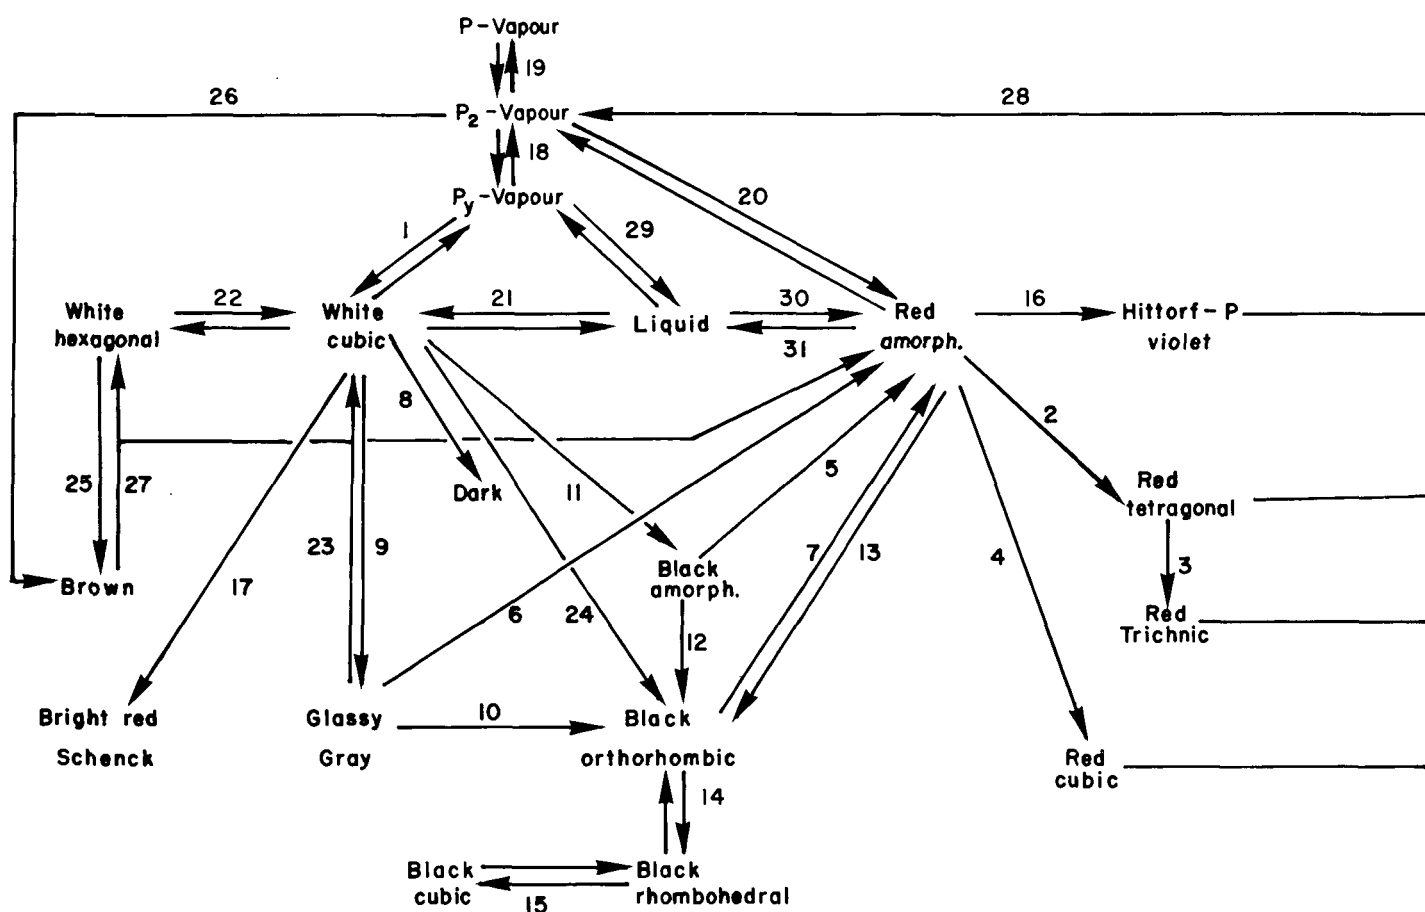 P-Vapour
19
26
P₂-Vapour
28
18
Py-Vapour
20
1
29
White
hexagonal
22
White
cubic
21
Liquid
30
31
Red
amorph.
16
Hittorf-P
violet
8
2
25
27
Dark
11
5
Red
tetragonal
23
9
7
13
4
3
Brown
17
Black
amorph.
6
24
12
Red
Trichnic
Bright red
Schenck
Glassy
Gray
10
Black
orthorhombic
Red
cubic
14
Black
cubic
15
Black
rhombohedral